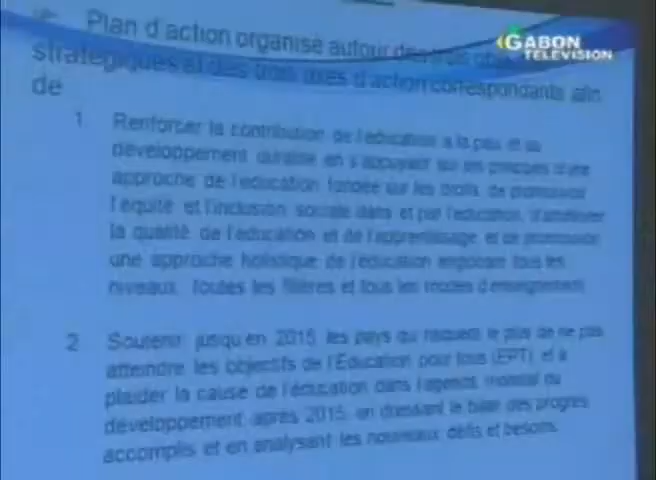 Plan d'action organisé autour des trois
stratégiques et des trois axes d'action correspondants afin
de
GABON
TELEVISION
1. Renforcer la contribution de l'éducation à la paix et au
développement durable en s'appuyant sur les principes d'une
approche de l'éducation fondée sur les droits, de promouvoir
l'équité et l'inclusion sociale dans et par l'éducation, d'améliorer
la qualité de l'éducation et de l'apprentissage, et de promouvoir
une approche holistique de l'éducation englobant tous les
niveaux, toutes les filières et tous les modes d'enseignement
2. Soutenir, jusqu'en 2015, les pays qui risquent le plus de ne pas
atteindre les objectifs de l'Éducation pour tous (EPT), et à
plaider la cause de l'éducation dans l'agenda mondial du
développement après 2015, en dressant le bilan des progrès
accomplis et en analysant les nouveaux défis et besoins.